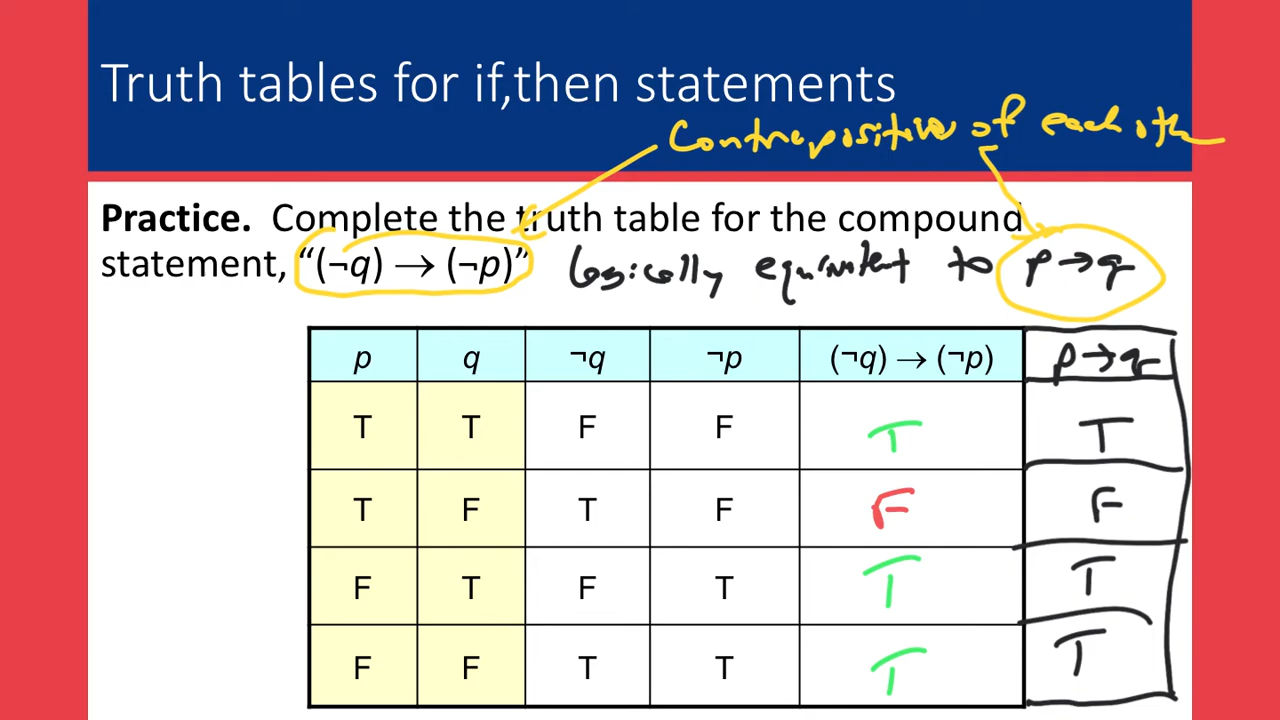 Truth tables for if,then statements
Contrapositive of each oth
Practice. Complete the truth table for the compound
statement, “(¬q) → (¬p)” logically equivalent to p → q
p q ¬q ¬p (¬q) → (¬p) p → q
T T F F T T
T F T F F F
F T F T T T
F F T T T T